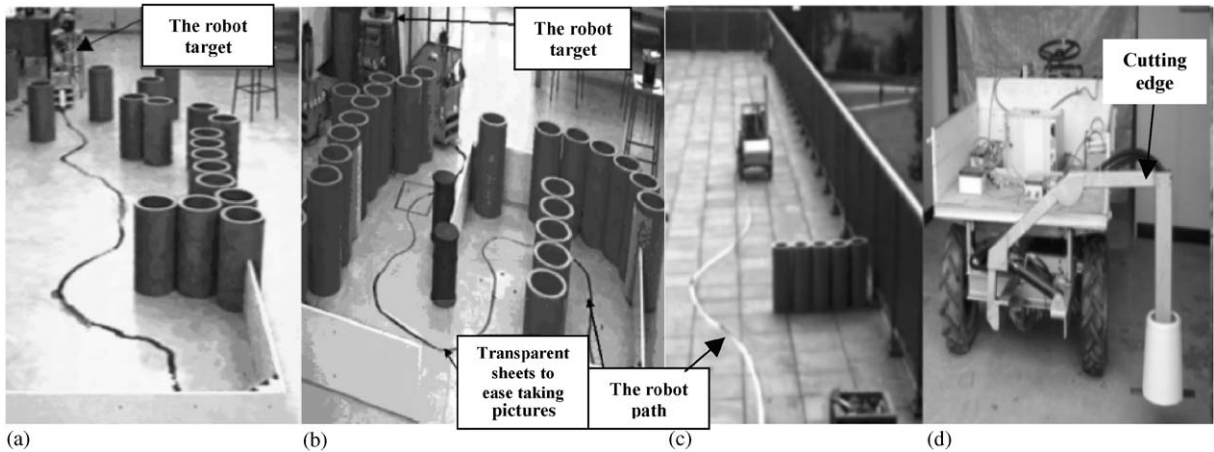 The robot
target
The robot
target
Cutting
edge
Transparent
sheets to
ease taking
pictures
The robot
path
(a)
(b)
(c)
(d)